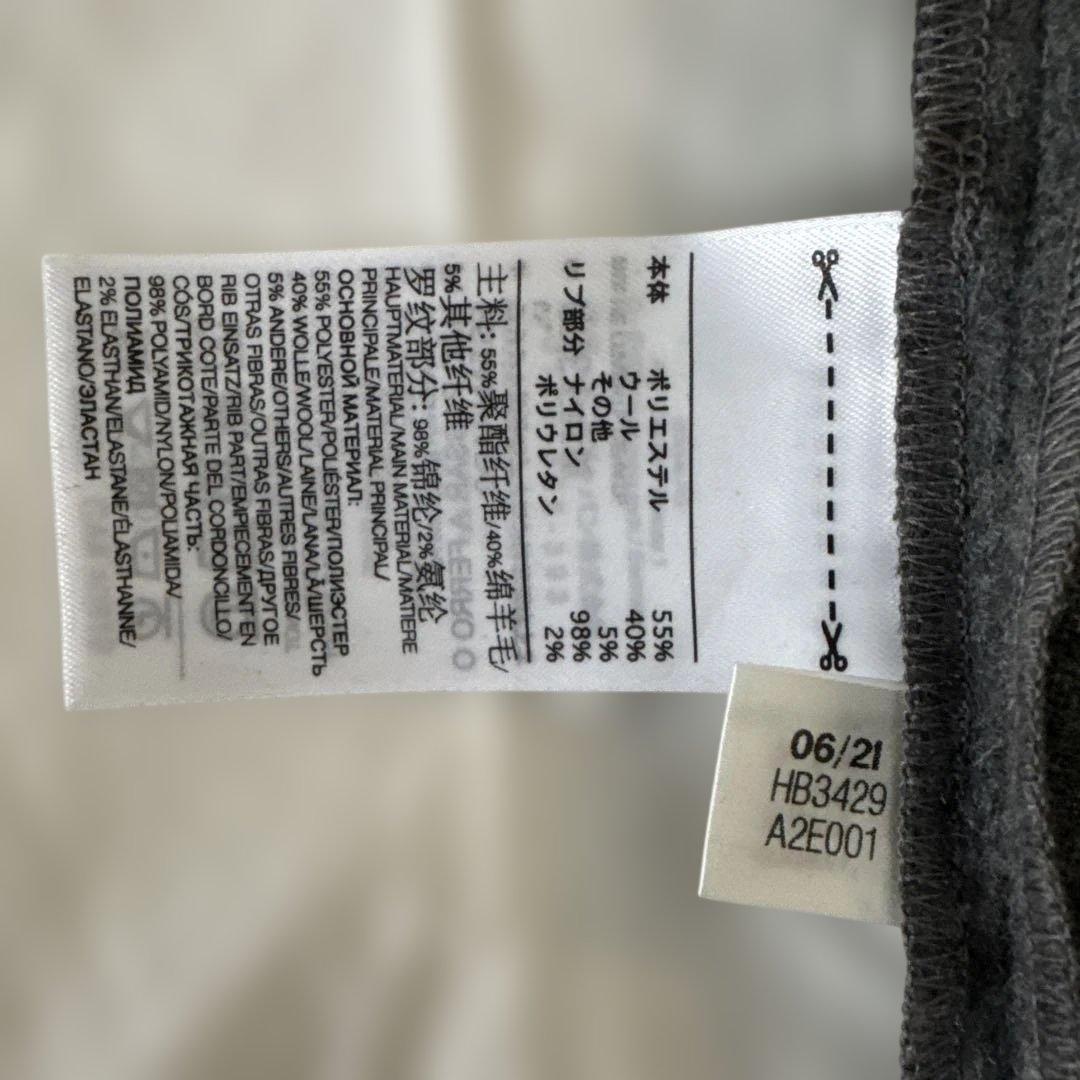 本体 ポリエステル 55%
ウール 40%
その他 5%
リブ部分 ナイロン 98%
ポリウレタン 2%
主料: 55%聚酯纤维/40%绵羊毛/
5%其他纤维
罗纹部分: 98%锦纶/2%氨纶
HAUPTMATERIAL/MAIN MATERIAL/MATIERE
PRINCIPALE/MATERIAL PRINCIPAL/
ОСНОВНОЙ МАТЕРИАЛ:
55% POLYESTER/POLIÉSTER/ПОЛИЭСТЕР
40% WOLLE/WOOL/LAINE/LANA/LÃ/ШЕРСТЬ
5% ANDERE/OTHERS/AUTRES FIBRES/
OTRAS FIBRAS/OUTRAS FIBRAS/ДРУГОЕ
RIB EINSATZ/RIB PART/EMPIECEMENT EN
BORD COTE/PARTE DEL CORDONCILLO/
CÓS/ТРИКОТАЖНАЯ ЧАСТЬ:
98% POLYAMID/NYLON/POLIAMIDA/
ПОЛИАМИД
2% ELASTHAN/ELASTANE/ÉLASTHANNE/
ELASTANO/ЭЛАСТАН
06/21
HB3429
A2E001